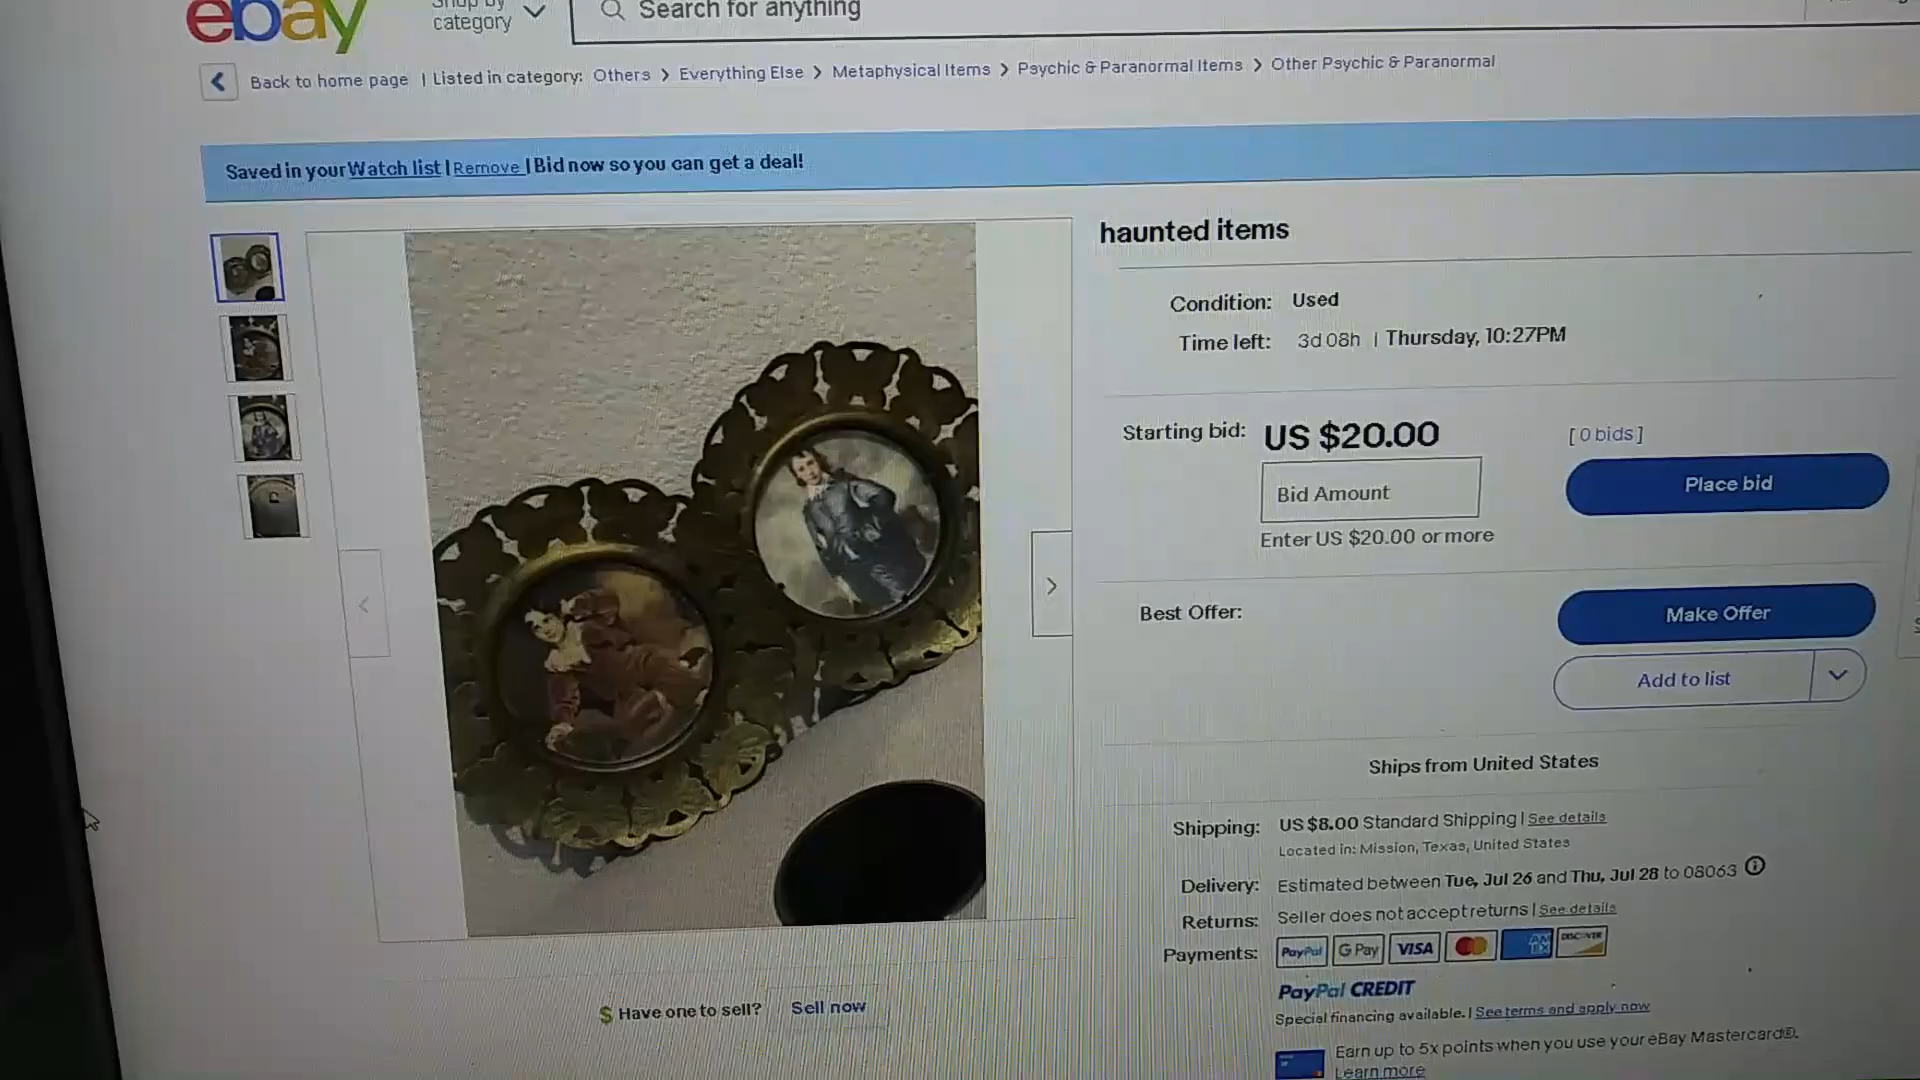 ebay
category
Search for anything
Back to home page | Listed in category: Others > Everything Else > Metaphysical Items > Psychic & Paranormal Items > Other Psychic & Paranormal
Saved in your Watch list | Remove | Bid now so you can get a deal!
haunted items
Condition: Used
Time left: 3d 08h | Thursday, 10:27PM
Starting bid: US $20.00 [ 0 bids ]
Bid Amount
Place bid
Enter US $20.00 or more
Best Offer:
Make Offer
Add to list
Ships from United States
Shipping: US $8.00 Standard Shipping | See details
Located in: Mission, Texas, United States
Delivery: Estimated between Tue, Jul 26 and Thu, Jul 28 to 08063
Returns: Seller does not accept returns | See details
Payments: PayPal G Pay VISA AM EX DISCOVER
PayPal CREDIT
Special financing available. | See terms and apply now
Earn up to 5x points when you use your eBay Mastercard®.
Learn more
$ Have one to sell? Sell now